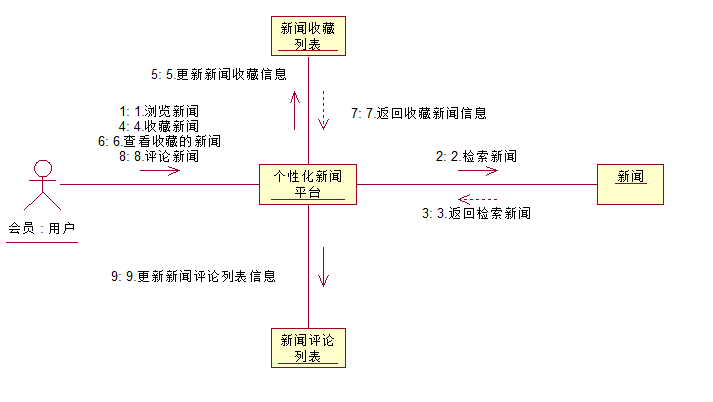 新闻收藏
列表
5: 5.更新新闻收藏信息
7: 7.返回收藏新闻信息
1: 1.浏览新闻
4: 4.收藏新闻
6: 6.查看收藏的新闻
8: 8.评论新闻
个性化新闻
平台
2: 2.检索新闻
新闻
3: 3.返回检索新闻
会员 : 用户
9: 9.更新新闻评论列表信息
新闻评论
列表